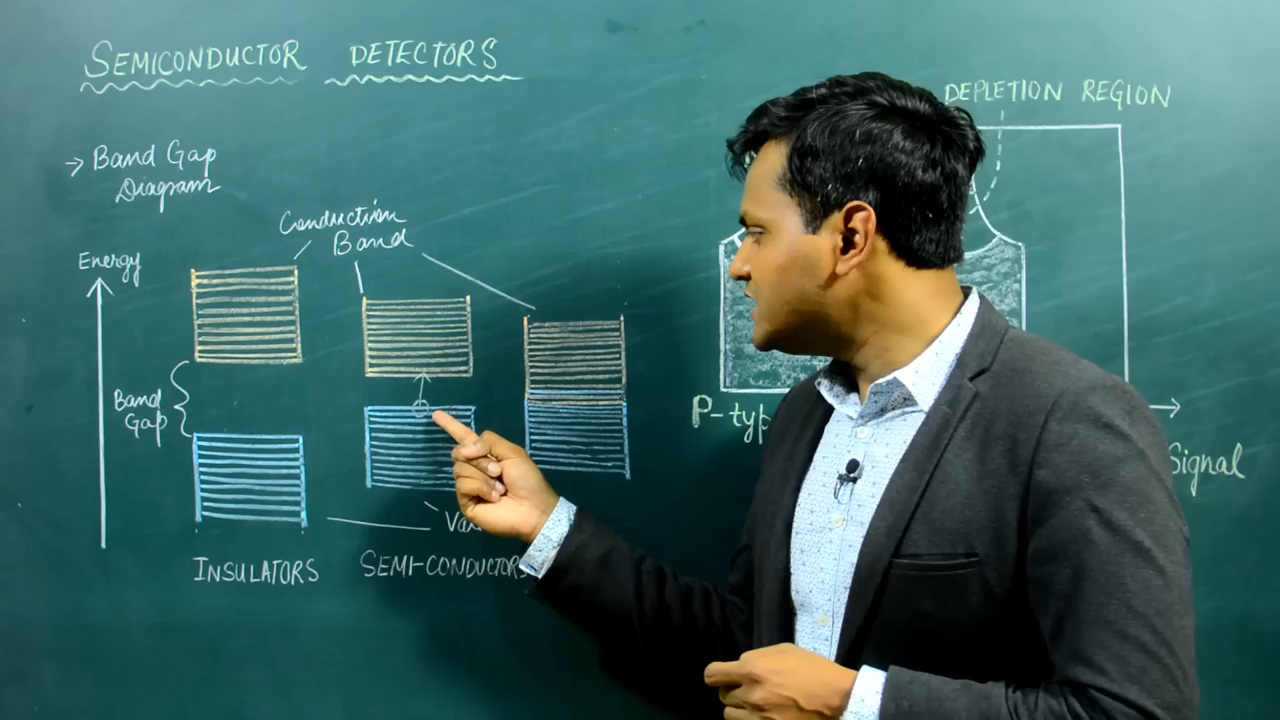 SEMICONDUCTOR DETECTORS
→ Band Gap
Diagram
Conduction
Band
Energy
Band
Gap
INSULATORS
SEMI-CONDUCTORS
DEPLETION REGION
P-typ
Signal